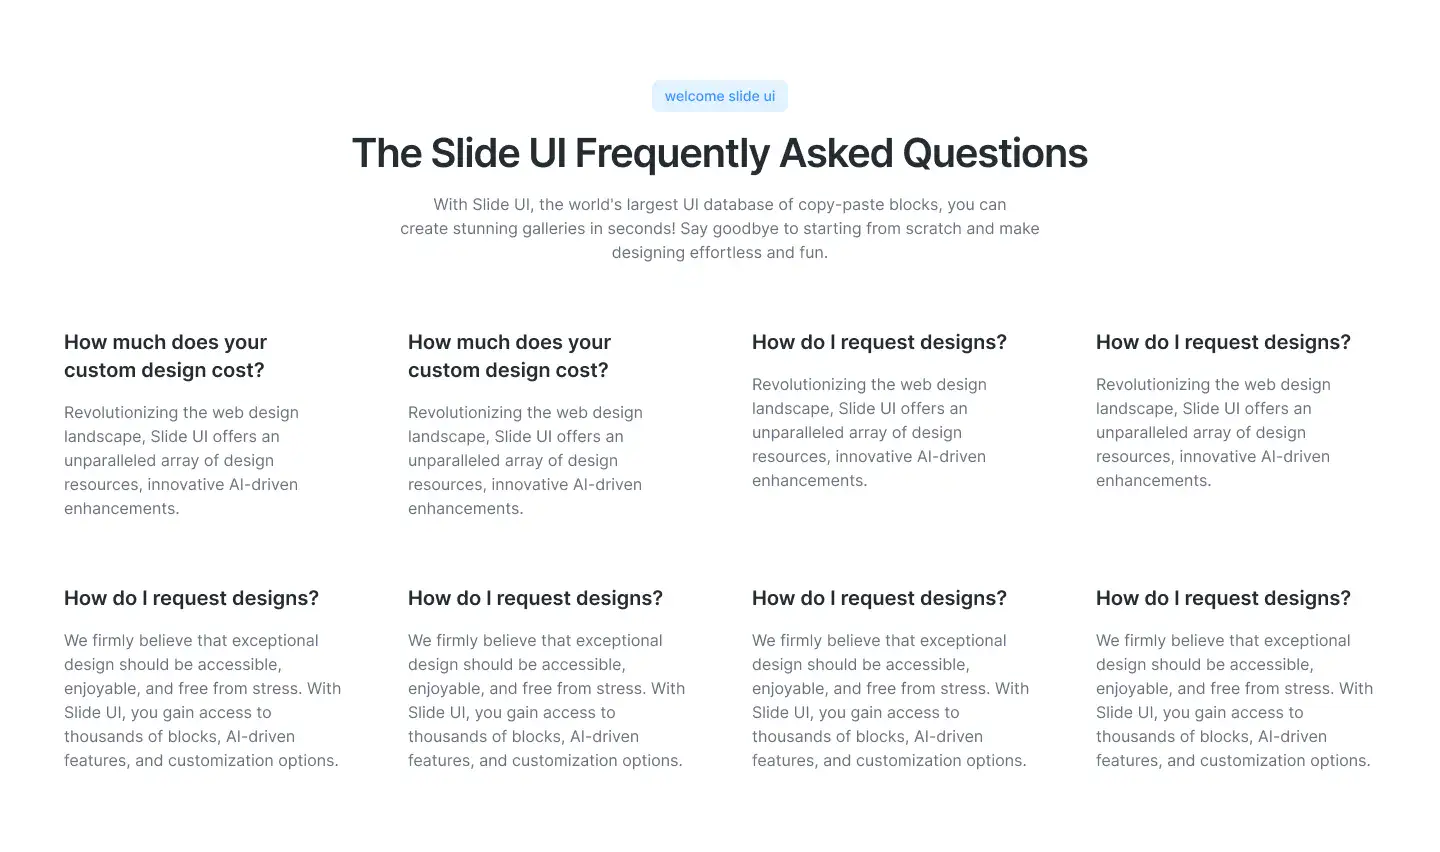 welcome slide ui
The Slide UI Frequently Asked Questions
With Slide UI, the world's largest UI database of copy-paste blocks, you can
create stunning galleries in seconds! Say goodbye to starting from scratch and make
designing effortless and fun.
How much does your
custom design cost?
Revolutionizing the web design
landscape, Slide UI offers an
unparalleled array of design
resources, innovative AI-driven
enhancements.
How much does your
custom design cost?
Revolutionizing the web design
landscape, Slide UI offers an
unparalleled array of design
resources, innovative AI-driven
enhancements.
How do I request designs?
Revolutionizing the web design
landscape, Slide UI offers an
unparalleled array of design
resources, innovative AI-driven
enhancements.
How do I request designs?
Revolutionizing the web design
landscape, Slide UI offers an
unparalleled array of design
resources, innovative AI-driven
enhancements.
How do I request designs?
We firmly believe that exceptional
design should be accessible,
enjoyable, and free from stress. With
Slide UI, you gain access to
thousands of blocks, AI-driven
features, and customization options.
How do I request designs?
We firmly believe that exceptional
design should be accessible,
enjoyable, and free from stress. With
Slide UI, you gain access to
thousands of blocks, AI-driven
features, and customization options.
How do I request designs?
We firmly believe that exceptional
design should be accessible,
enjoyable, and free from stress. With
Slide UI, you gain access to
thousands of blocks, AI-driven
features, and customization options.
How do I request designs?
We firmly believe that exceptional
design should be accessible,
enjoyable, and free from stress. With
Slide UI, you gain access to
thousands of blocks, AI-driven
features, and customization options.